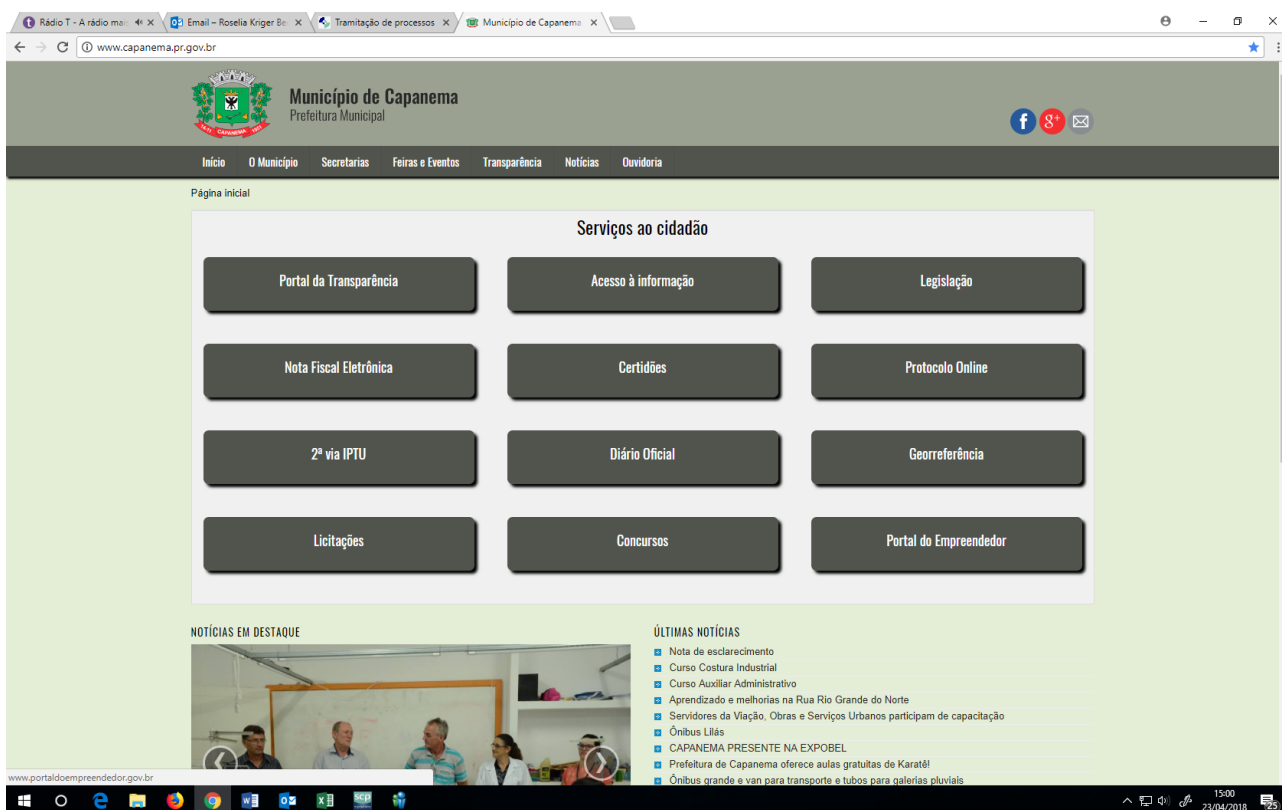 Rádio T - A rádio mais
Email – Roselia Kriger Be
Tramitação de processos
Município de Capanema
www.capanema.pr.gov.br
Município de Capanema
Prefeitura Municipal
CAPANEMA
Início O Município Secretarias Feiras e Eventos Transparência Notícias Ouvidoria
Página inicial
Serviços ao cidadão
Portal da Transparência Acesso à informação Legislação
Nota Fiscal Eletrônica Certidões Protocolo Online
2ª via IPTU Diário Oficial Georreferência
Licitações Concursos Portal do Empreendedor
NOTÍCIAS EM DESTAQUE
ÚLTIMAS NOTÍCIAS
Nota de esclarecimento
Curso Costura Industrial
Curso Auxiliar Administrativo
Aprendizado e melhorias na Rua Rio Grande do Norte
Servidores da Viação, Obras e Serviços Urbanos participam de capacitação
Ônibus Lilás
CAPANEMA PRESENTE NA EXPOBEL
Prefeitura de Capanema oferece aulas gratuitas de Karatê!
Ônibus grande e van para transporte e tubos para galerias pluviais
www.portaldoempreendedor.gov.br
scp
15:00
23/04/2018
25